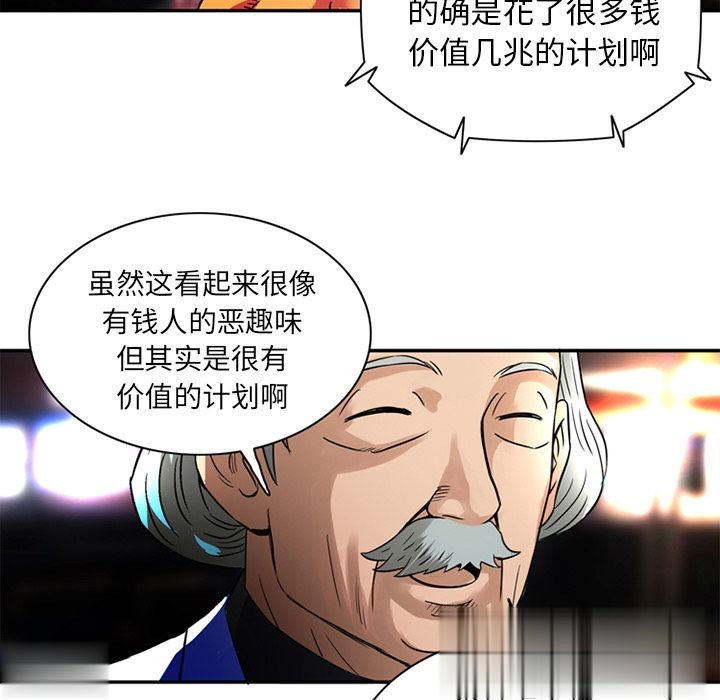 的确是花了很多钱
价值几兆的计划啊
虽然这看起来很像
有钱人的恶趣味
但其实是很有
价值的计划啊